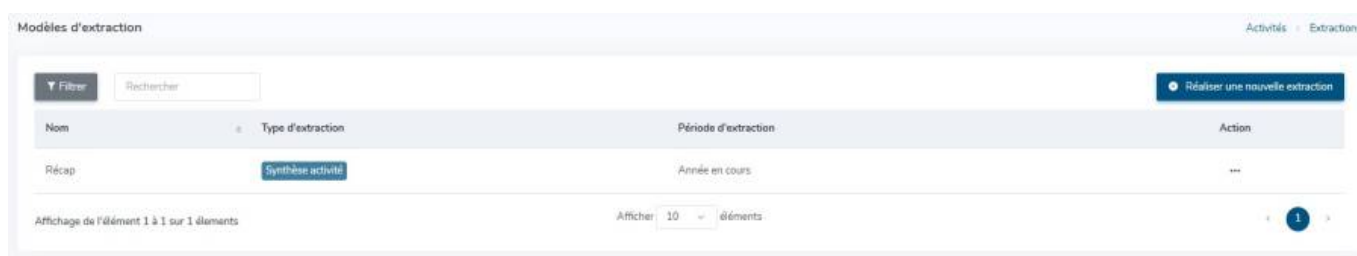 Modèles d'extraction
Activités Extraction
Filtrer Rechercher Réaliser une nouvelle extraction
Nom Type d'extraction Période d'extraction Action
Récap Synthèse activité Année en cours ...
Affichage de l'élément 1 à 1 sur 1 élements Afficher 10 éléments ‹ 1 ›